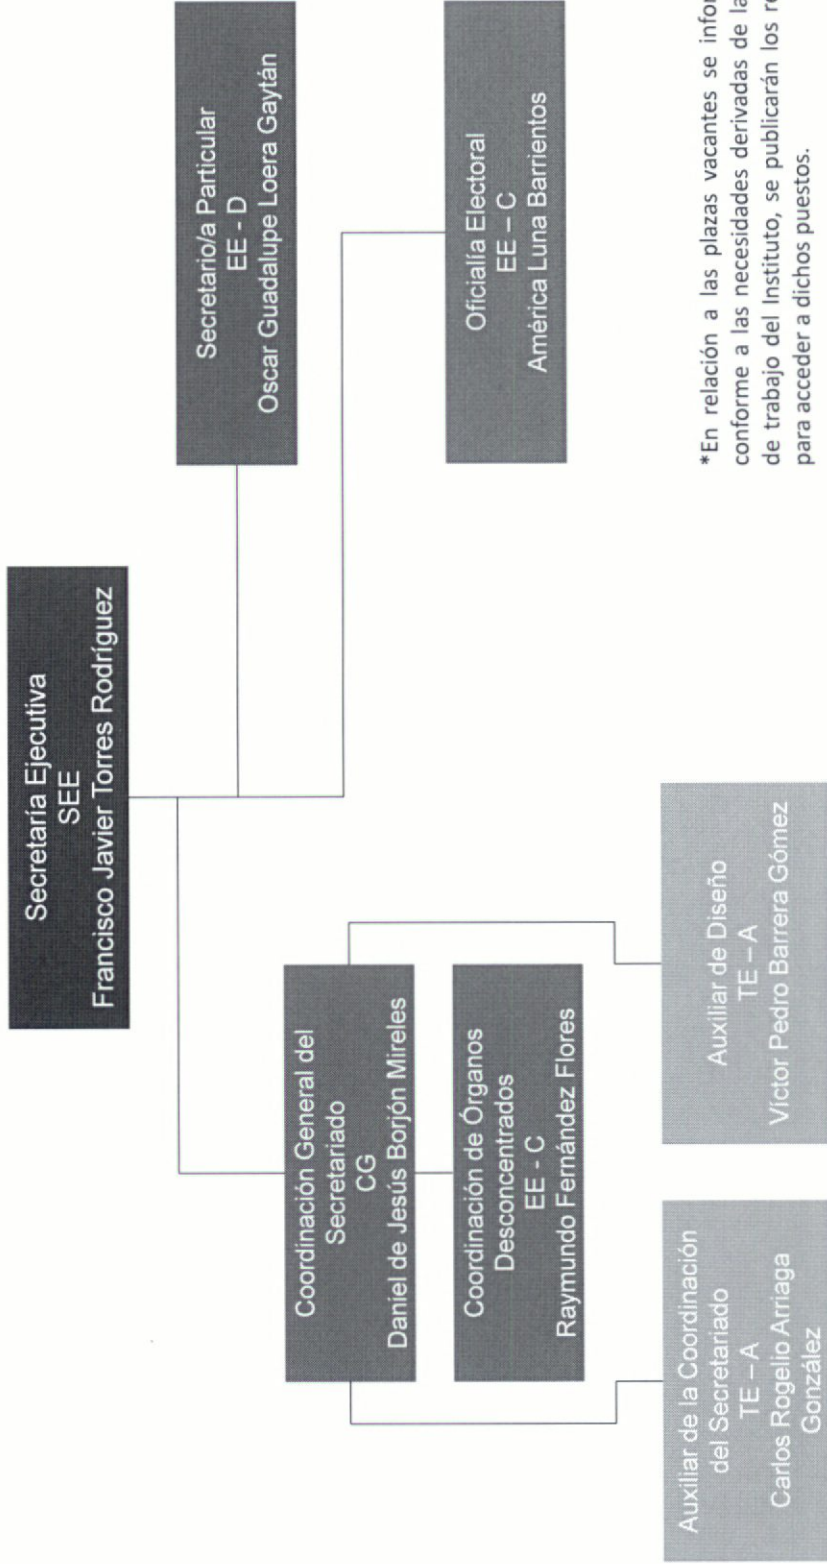 Secretaría Ejecutiva
SEE
Francisco Javier Torres Rodríguez
Secretario/a Particular
EE - D
Oscar Guadalupe Loera Gaytán
Coordinación General del
Secretariado
CG
Daniel de Jesús Borjón Mireles
Oficialía Electoral
EE – C
América Luna Barrientos
Coordinación de Órganos
Desconcentrados
EE - C
Raymundo Fernández Flores
Auxiliar de la Coordinación
del Secretariado
TE – A
Carlos Rogelio Arriaga
González
Auxiliar de Diseño
TE – A
Víctor Pedro Barrera Gómez
*En relación a las plazas vacantes se
conforme a las necesidades derivadas de
de trabajo del Instituto, se publicarán los
para acceder a dichos puestos.